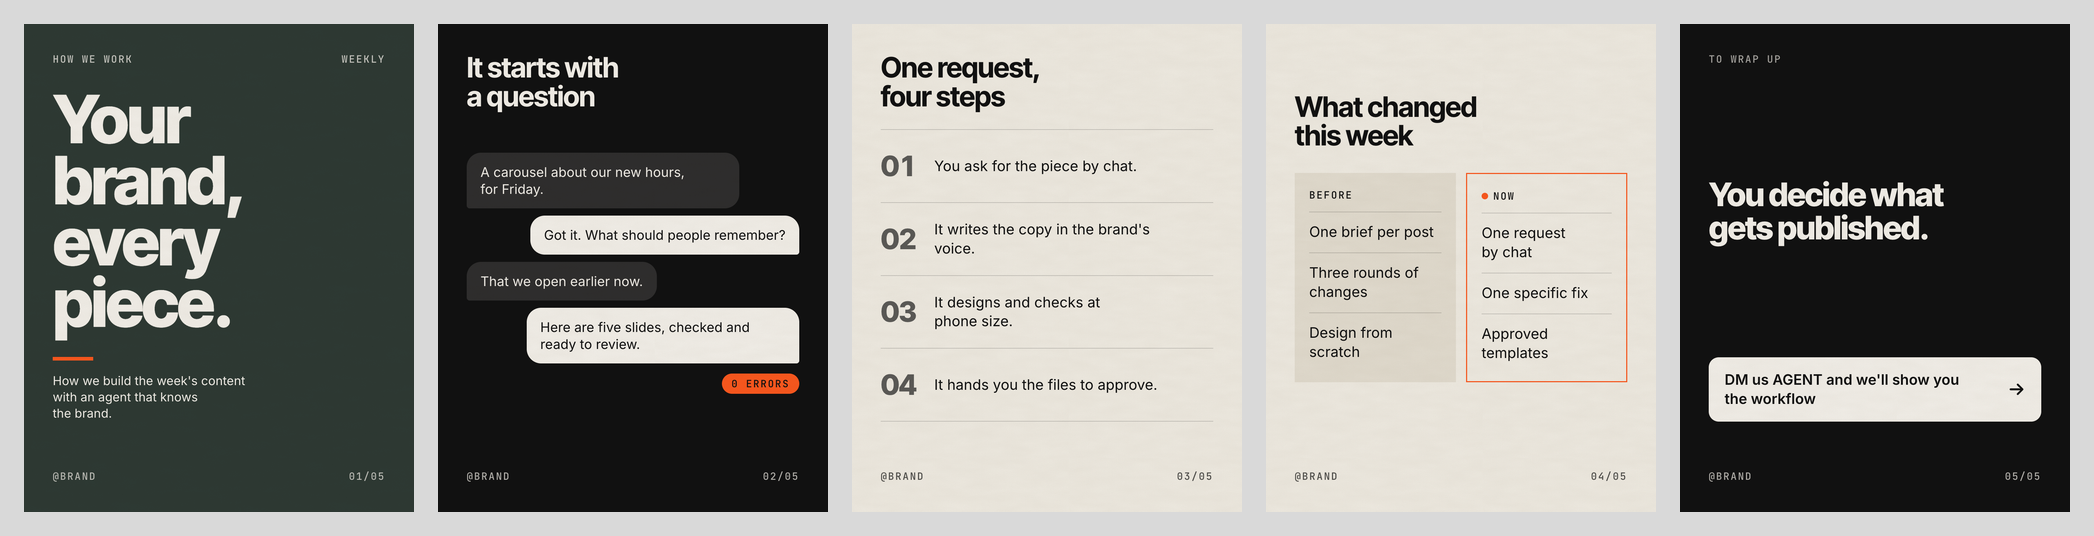 HOW WE WORK
WEEKLY
Your
brand,
every
piece.
How we build the week's content
with an agent that knows
the brand.
@BRAND
01/05
It starts with
a question
A carousel about our new hours,
for Friday.
Got it. What should people remember?
That we open earlier now.
Here are five slides, checked and
ready to review.
0 ERRORS
@BRAND
02/05
One request,
four steps
01
You ask for the piece by chat.
02
It writes the copy in the brand's
voice.
03
It designs and checks at
phone size.
04
It hands you the files to approve.
@BRAND
03/05
What changed
this week
BEFORE
One brief per post
Three rounds of
changes
Design from
scratch
NOW
One request
by chat
One specific fix
Approved
templates
@BRAND
04/05
TO WRAP UP
You decide what
gets published.
DM us AGENT and we'll show you
the workflow
→
@BRAND
05/05